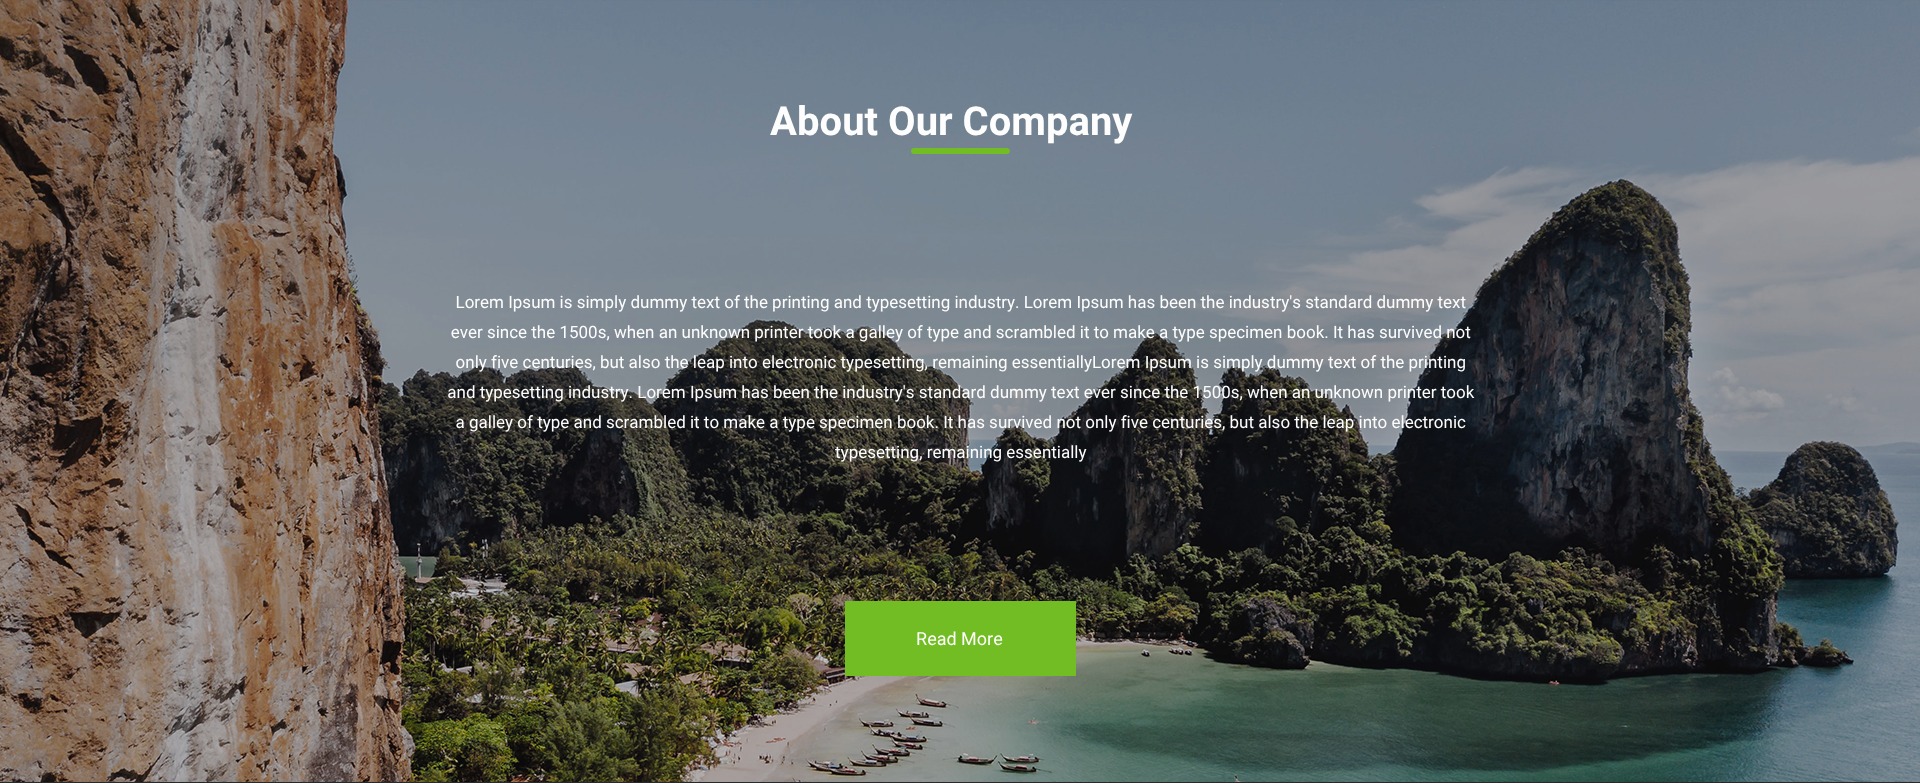 About Our Company
Lorem Ipsum is simply dummy text of the printing and typesetting industry. Lorem Ipsum has been the industry's standard dummy text
ever since the 1500s, when an unknown printer took a galley of type and scrambled it to make a type specimen book. It has survived not
only five centuries, but also the leap into electronic typesetting, remaining essentiallyLorem Ipsum is simply dummy text of the printing
and typesetting industry. Lorem Ipsum has been the industry's standard dummy text ever since the 1500s, when an unknown printer took
a galley of type and scrambled it to make a type specimen book. It has survived not only five centuries, but also the leap into electronic
typesetting, remaining essentially
Read More